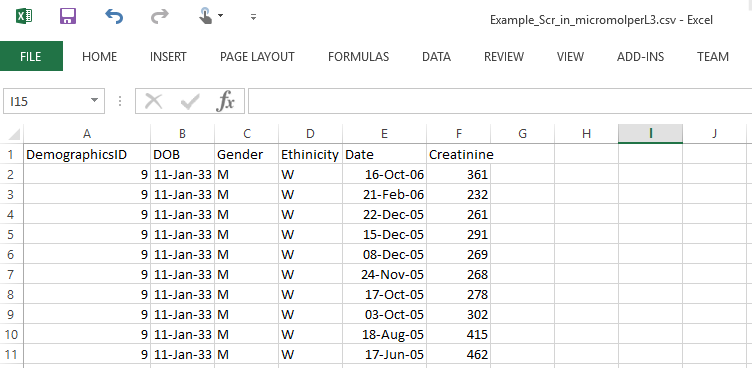 Example_Scr_in_micromolperL3.csv - Excel
FILE HOME INSERT PAGE LAYOUT FORMULAS DATA REVIEW VIEW ADD-INS TEAM
I15 fx
A B C D E F G H I J
1 DemographicsID DOB Gender Ethinicity Date Creatinine
2 9 11-Jan-33 M W 16-Oct-06 361
3 9 11-Jan-33 M W 21-Feb-06 232
4 9 11-Jan-33 M W 22-Dec-05 261
5 9 11-Jan-33 M W 15-Dec-05 291
6 9 11-Jan-33 M W 08-Dec-05 269
7 9 11-Jan-33 M W 24-Nov-05 268
8 9 11-Jan-33 M W 17-Oct-05 278
9 9 11-Jan-33 M W 03-Oct-05 302
10 9 11-Jan-33 M W 18-Aug-05 415
11 9 11-Jan-33 M W 17-Jun-05 462